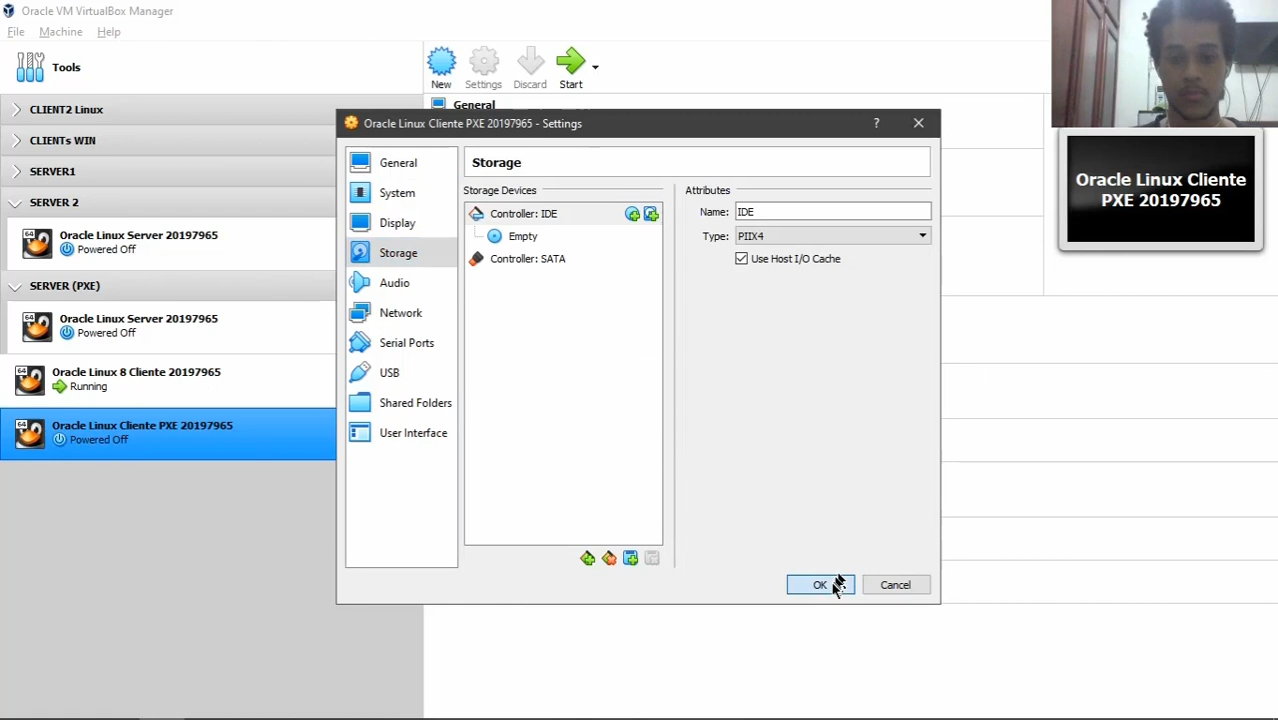 Oracle VM VirtualBox Manager
File Machine Help
Tools
New Settings Discard Start
CLIENT2 Linux
CLIENTs WIN
SERVER1
SERVER 2
Oracle Linux Server 20197965
Powered Off
SERVER (PXE)
Oracle Linux Server 20197965
Powered Off
Oracle Linux 8 Cliente 20197965
Running
Oracle Linux Cliente PXE 20197965
Powered Off
General
Oracle Linux Cliente PXE 20197965 - Settings
General
System
Display
Storage
Audio
Network
Serial Ports
USB
Shared Folders
User Interface
Storage
Storage Devices
Controller: IDE
Empty
Controller: SATA
Attributes
Name: IDE
Type: PIIX4
Use Host I/O Cache
OK Cancel
Oracle Linux Cliente
PXE 20197965